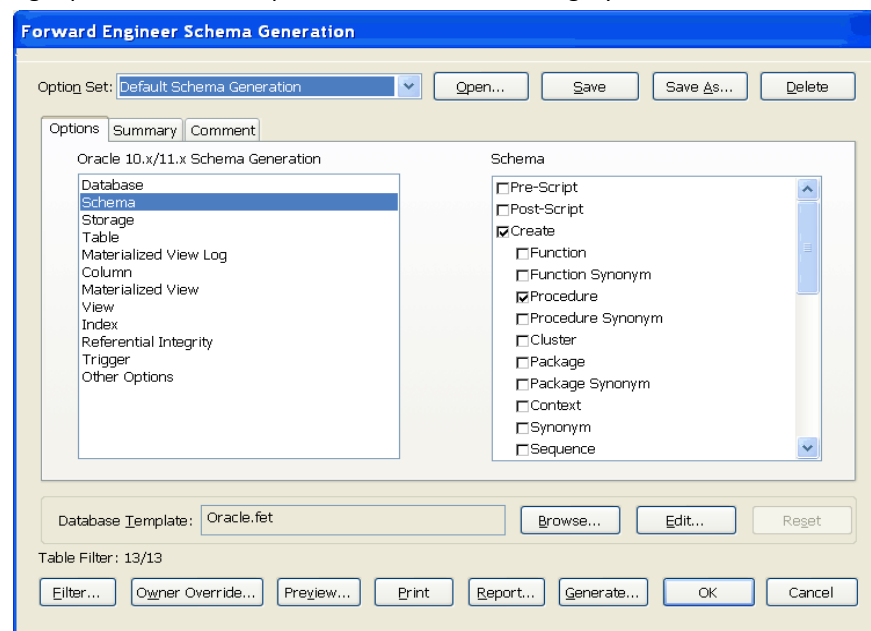 Forward Engineer Schema Generation
Option Set: Default Schema Generation Open... Save Save As... Delete
Options Summary Comment
Oracle 10.x/11.x Schema Generation
Database
Schema
Storage
Table
Materialized View Log
Column
Materialized View
View
Index
Referential Integrity
Trigger
Other Options
Schema
Pre-Script
Post-Script
Create
Function
Function Synonym
Procedure
Procedure Synonym
Cluster
Package
Package Synonym
Context
Synonym
Sequence
Database Template: Oracle.fet Browse... Edit... Reset
Table Filter: 13/13
Filter... Owner Override... Preview... Print Report... Generate... OK Cancel